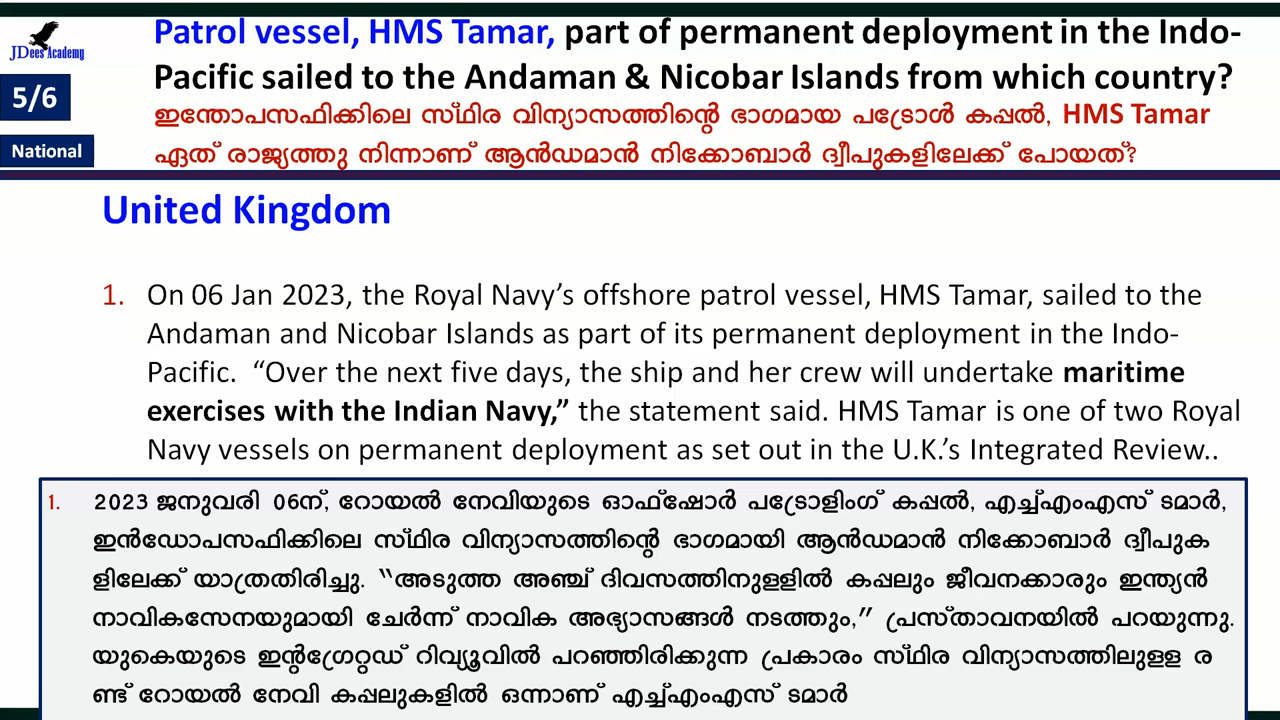 JDees Academy
5/6
National
Patrol vessel, HMS Tamar, part of permanent deployment in the Indo-
Pacific sailed to the Andaman & Nicobar Islands from which country?
ഇന്തോപസഫിക്കിലെ സ്ഥിര വിന്യാസത്തിന്റെ ഭാഗമായ പട്രോൾ കപ്പൽ, HMS Tamar
ഏത് രാജ്യത്തു നിന്നാണ് ആൻഡമാൻ നിക്കോബാർ ദ്വീപുകളിലേക്ക് പോയത്?
United Kingdom
1. On 06 Jan 2023, the Royal Navy’s offshore patrol vessel, HMS Tamar, sailed to the
Andaman and Nicobar Islands as part of its permanent deployment in the Indo-
Pacific. “Over the next five days, the ship and her crew will undertake maritime
exercises with the Indian Navy,” the statement said. HMS Tamar is one of two Royal
Navy vessels on permanent deployment as set out in the U.K.’s Integrated Review..
1. 2023 ജനുവരി 06ന്, റോയൽ നേവിയുടെ ഓഫ്ഷോർ പട്രോളിംഗ് കപ്പൽ, എച്ച്എംഎസ് ടമാർ,
ഇൻഡോപസഫിക്കിലെ സ്ഥിര വിന്യാസത്തിന്റെ ഭാഗമായി ആൻഡമാൻ നിക്കോബാർ ദ്വീപുക
ളിലേക്ക് യാത്രതിരിച്ചു. “അടുത്ത അഞ്ച് ദിവസത്തിനുളളിൽ കപ്പലും ജീവനക്കാരും ഇന്ത്യൻ
നാവികസേനയുമായി ചേർന്ന് നാവിക അഭ്യാസങ്ങൾ നടത്തും,” പ്രസ്താവനയിൽ പറയുന്നു.
യുകെയുടെ ഇന്റഗ്രേറ്റഡ് റിവ്യൂവിൽ പറഞ്ഞിരിക്കുന്ന പ്രകാരം സ്ഥിര വിന്യാസത്തിലുളള ര
ണ്ട് റോയൽ നേവി കപ്പലുകളിൽ ഒന്നാണ് എച്ച്എംഎസ് ടമാർ